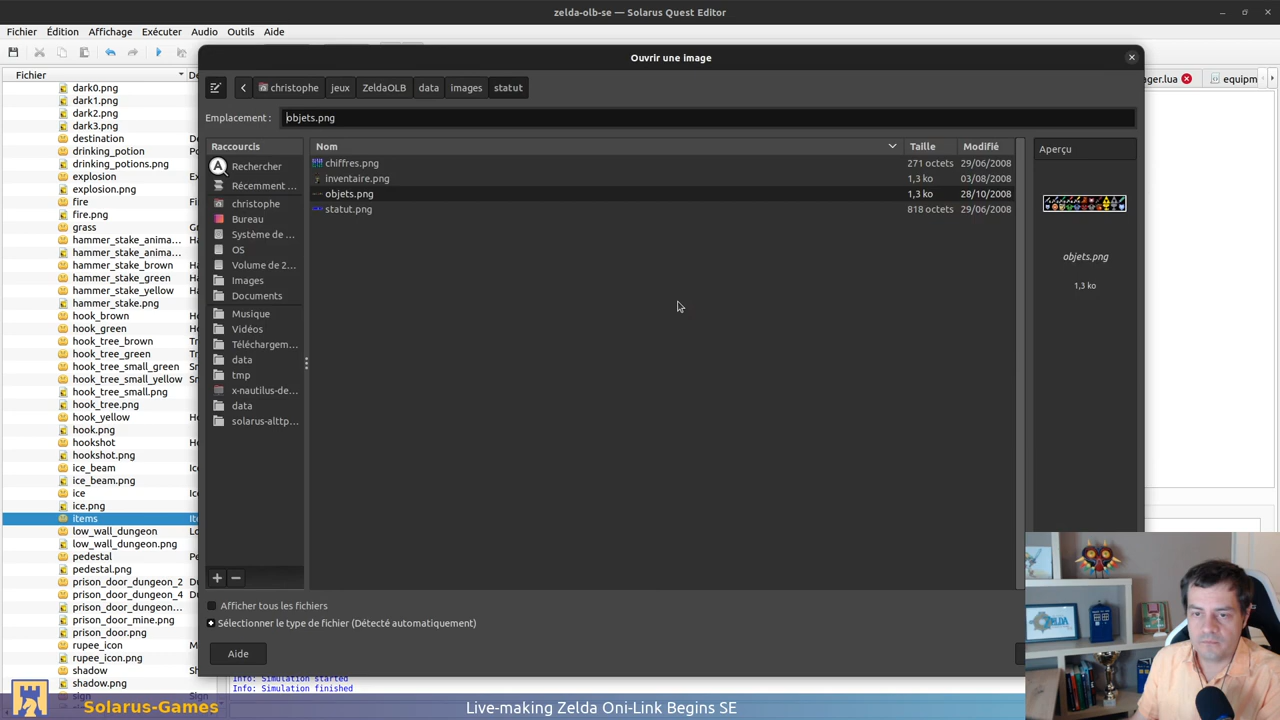 zelda-olb-se — Solarus Quest Editor
Fichier Édition Affichage Exécuter Audio Outils Aide
Fichier
dark0.png
dark1.png
dark2.png
dark3.png
destination
drinking_potion
drinking_potions.png
explosion
explosion.png
fire
fire.png
grass
hammer_stake_anima...
hammer_stake_anima...
hammer_stake_brown
hammer_stake_green
hammer_stake_yellow
hammer_stake.png
hook_brown
hook_green
hook_tree_brown
hook_tree_green
hook_tree_small_green
hook_tree_small_yellow
hook_tree_small.png
hook_tree.png
hook_yellow
hook.png
hookshot
hookshot.png
ice_beam
ice_beam.png
ice
ice.png
items
low_wall_dungeon
low_wall_dungeon.png
pedestal
pedestal.png
prison_door_dungeon_2
prison_door_dungeon_4
prison_door_dungeon...
prison_door_mine.png
prison_door.png
rupee_icon
rupee_icon.png
shadow
shadow.png
sign
Ouvrir une image
christophe jeux ZeldaOLB data images statut
Emplacement : objets.png
Raccourcis
Rechercher
Récemment ...
christophe
Bureau
Système de ...
OS
Volume de 2...
Images
Documents
Musique
Vidéos
Téléchargem...
data
tmp
x-nautilus-de...
data
solarus-alttp...
Nom Taille Modifié
chiffres.png 271 octets 29/06/2008
inventaire.png 1,3 ko 03/08/2008
objets.png 1,3 ko 28/10/2008
statut.png 818 octets 29/06/2008
Aperçu
objets.png
1,3 ko
Afficher tous les fichiers
Sélectionner le type de fichier (Détecté automatiquement)
Aide
ger.lua
equipm
Info: Simulation started
Info: Simulation finished
Solarus-Games
Live-making Zelda Oni-Link Begins SE